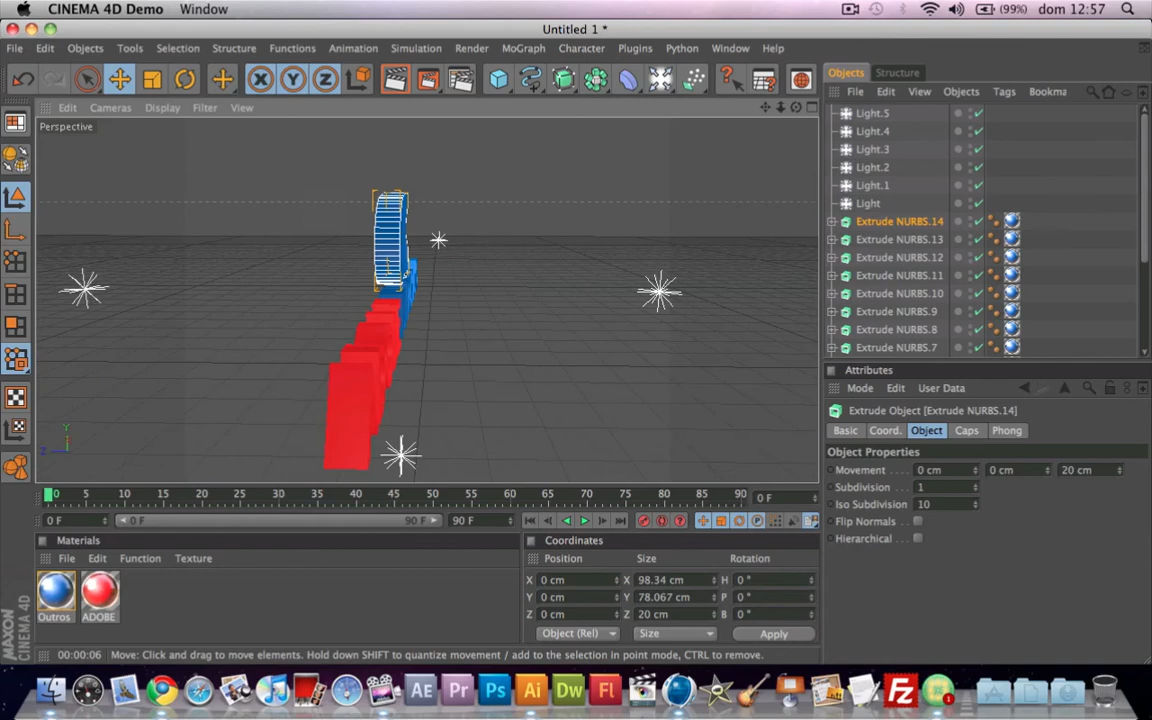 CINEMA 4D Demo Window (99%) dom 12:57
Untitled 1 *
File Edit Objects Tools Selection Structure Functions Animation Simulation Render MoGraph Character Plugins Python Window Help
X Y Z
Objects Structure
Edit Cameras Display Filter View
File Edit View Objects Tags Bookma
Perspective
Light.5
Light.4
Light.3
Light.2
Light.1
Light
Extrude NURBS.14
Extrude NURBS.13
Extrude NURBS.12
Extrude NURBS.11
Extrude NURBS.10
Extrude NURBS.9
Extrude NURBS.8
Extrude NURBS.7
Attributes
Mode Edit User Data
Extrude Object [Extrude NURBS.14]
Basic Coord. Object Caps Phong
Object Properties
Movement 0 cm 0 cm 20 cm
Subdivision 1
Iso Subdivision 10
Flip Normals
Hierarchical
Y
Z
0 5 10 15 20 25 30 35 40 45 50 55 60 65 70 75 80 85 90 0 F
0 F 0 F 90 F 90 F
P
Materials
File Edit Function Texture
Outros ADOBE
Coordinates
Position Size Rotation
X 0 cm X 98.34 cm H 0 °
Y 0 cm Y 78.067 cm P 0 °
Z 0 cm Z 20 cm B 0 °
Object (Rel) Size Apply
MAXON
CINEMA 4D
00:00:06 Move: Click and drag to move elements. Hold down SHIFT to quantize movement / add to the selection in point mode, CTRL to remove.
AE Pr Ps Ai Dw Fl Fz 1